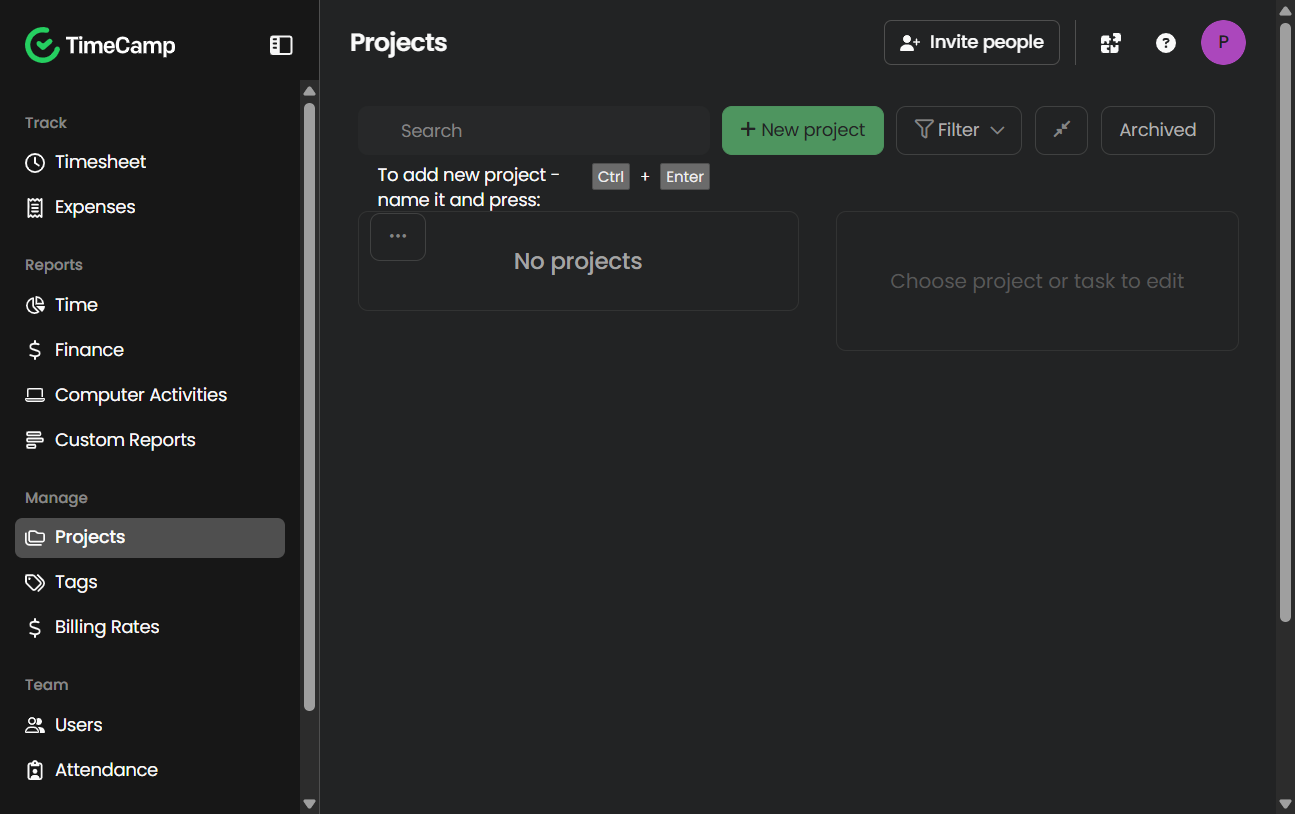 TimeCamp
Track
Timesheet
Expenses
Reports
Time
Finance
Computer Activities
Custom Reports
Manage
Projects
Tags
Billing Rates
Team
Users
Attendance
Projects
Invite people
P
Search
+ New project
Filter
Archived
To add new project -
name it and press:
Ctrl + Enter
No projects
Choose project or task to edit